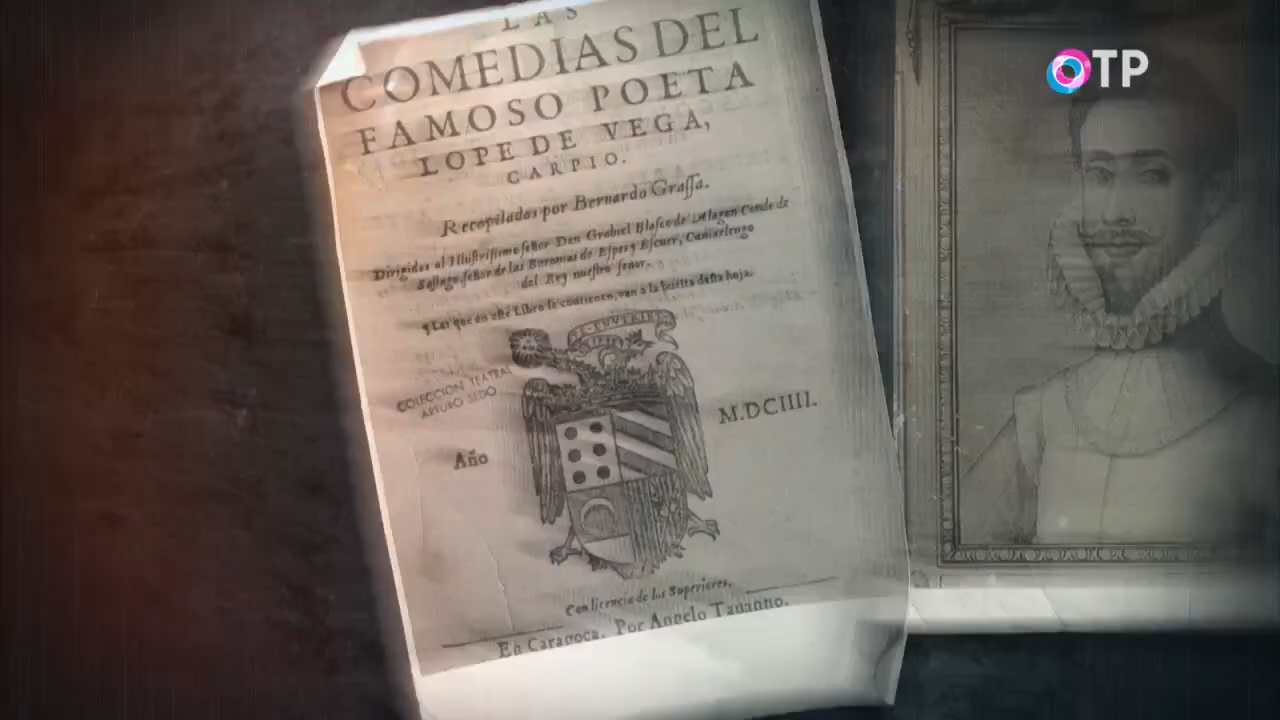 LAS
COMEDIAS DEL
FAMOSO POETA
LOPE DE VEGA,
CARPIO.
Recopiladas por Bernardo Grassa.
Dirigidas al Illustrissimo señor Don Grabiel Blasco de Alagon Conde de
Sastago señor de las Baronias de Espes y Escuer, Camarlengo
del Rey nuestro señor.
Las que en este Libro se contienen, van a la buelta desta hoja.
COLECCION TEATRAL
ARTURO SEDO
Año
M.DCIIII.
Con licencia de los Superiores.
En Caragoça. Por Angelo Tauanno.
ОТР